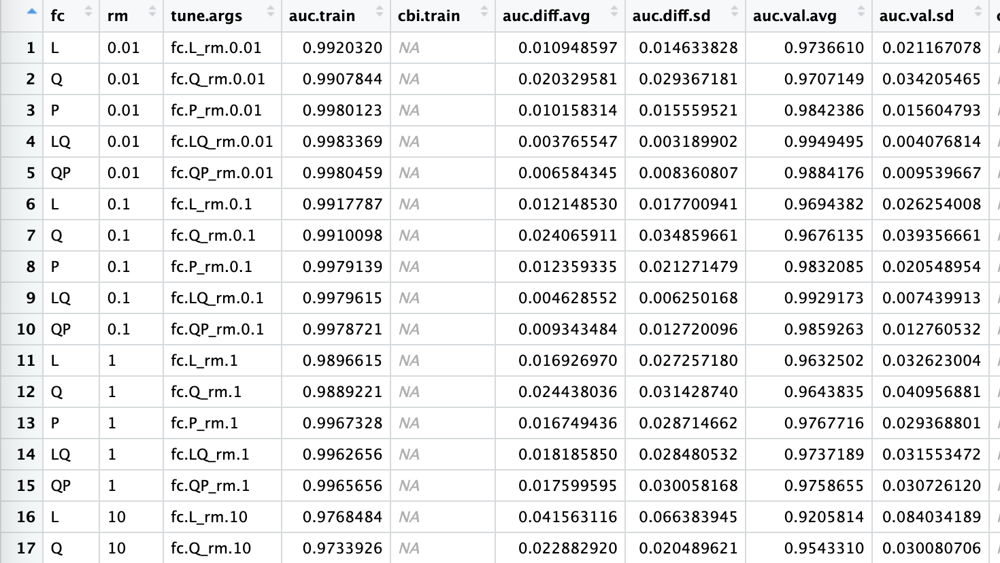 fc rm tune.args auc.train cbi.train auc.diff.avg auc.diff.sd auc.val.avg auc.val.sd
1 L 0.01 fc.L_rm.0.01 0.9920320 NA 0.010948597 0.014633828 0.9736610 0.021167078
2 Q 0.01 fc.Q_rm.0.01 0.9907844 NA 0.020329581 0.029367181 0.9707149 0.034205465
3 P 0.01 fc.P_rm.0.01 0.9980123 NA 0.010158314 0.015559521 0.9842386 0.015604793
4 LQ 0.01 fc.LQ_rm.0.01 0.9983369 NA 0.003765547 0.003189902 0.9949495 0.004076814
5 QP 0.01 fc.QP_rm.0.01 0.9980459 NA 0.006584345 0.008360807 0.9884176 0.009539667
6 L 0.1 fc.L_rm.0.1 0.9917787 NA 0.012148530 0.017700941 0.9694382 0.026254008
7 Q 0.1 fc.Q_rm.0.1 0.9910098 NA 0.024065911 0.034859661 0.9676135 0.039356661
8 P 0.1 fc.P_rm.0.1 0.9979139 NA 0.012359335 0.021271479 0.9832085 0.020548954
9 LQ 0.1 fc.LQ_rm.0.1 0.9979615 NA 0.004628552 0.006250168 0.9929173 0.007439913
10 QP 0.1 fc.QP_rm.0.1 0.9978721 NA 0.009343484 0.012720096 0.9859263 0.012760532
11 L 1 fc.L_rm.1 0.9896615 NA 0.016926970 0.027257180 0.9632502 0.032623004
12 Q 1 fc.Q_rm.1 0.9889221 NA 0.024438036 0.031428740 0.9643835 0.040956881
13 P 1 fc.P_rm.1 0.9967328 NA 0.016749436 0.028714662 0.9767716 0.029368801
14 LQ 1 fc.LQ_rm.1 0.9962656 NA 0.018185850 0.028480532 0.9737189 0.031553472
15 QP 1 fc.QP_rm.1 0.9965656 NA 0.017599595 0.030058168 0.9758655 0.030726120
16 L 10 fc.L_rm.10 0.9768484 NA 0.041563116 0.066383945 0.9205814 0.084034189
17 Q 10 fc.Q_rm.10 0.9733926 NA 0.022882920 0.020489621 0.9543310 0.030080706